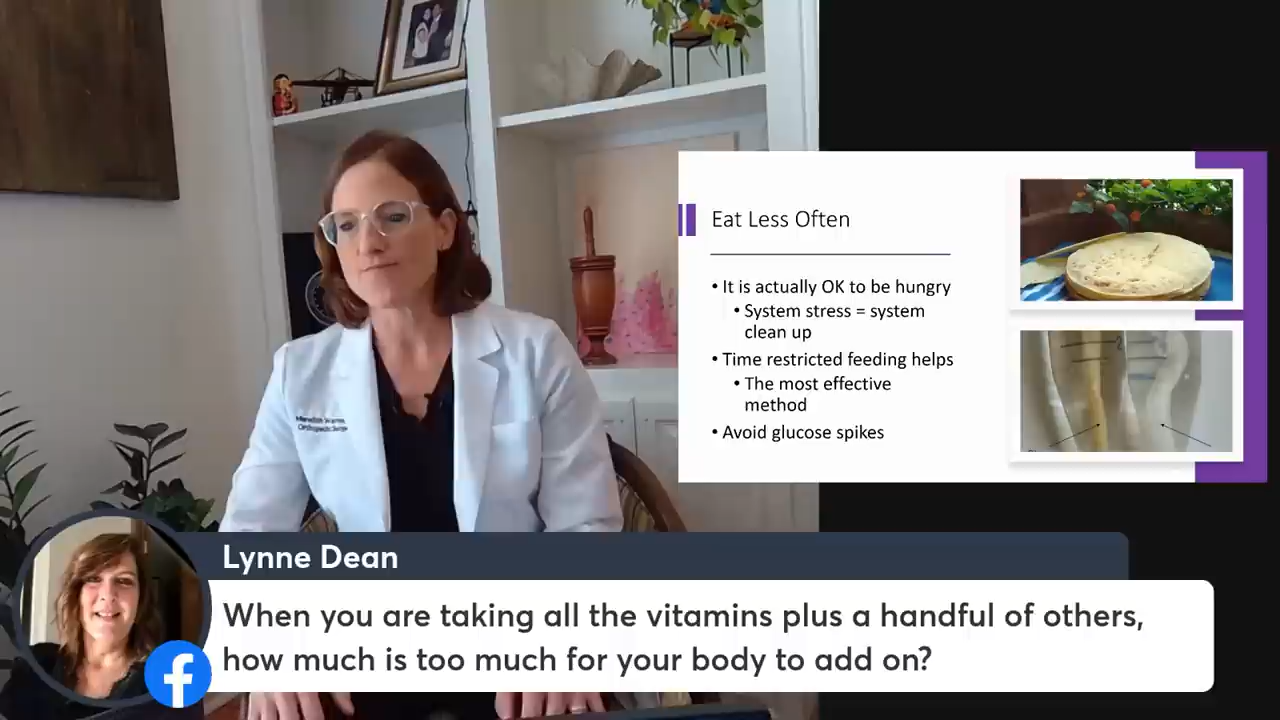 Eat Less Often
• It is actually OK to be hungry
• System stress = system
clean up
• Time restricted feeding helps
• The most effective
method
• Avoid glucose spikes
Lynne Dean
When you are taking all the vitamins plus a handful of others,
how much is too much for your body to add on?